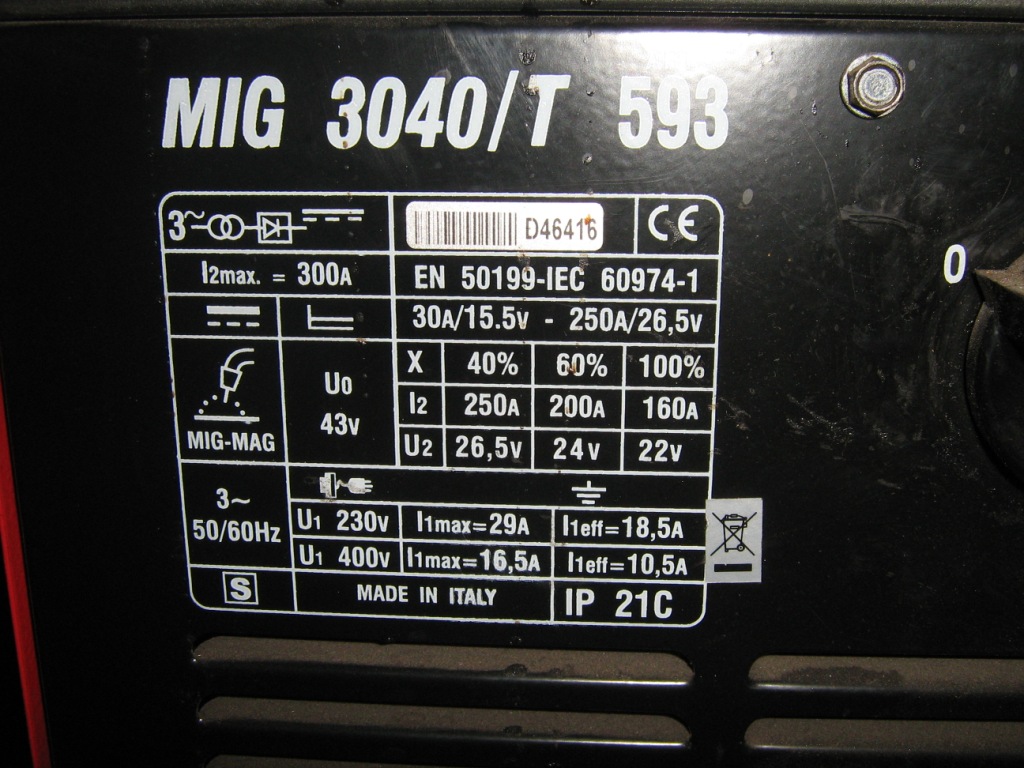 MIG 3040/T 593
3~ D46416 CE
I2max. = 300A EN 50199-IEC 60974-1
30A/15.5v - 250A/26,5v
X 40% 60% 100%
U0 43v
I2 250A 200A 160A
MIG-MAG
U2 26,5v 24v 22v
3~ 50/60Hz
U1 230v I1max=29A I1eff=18,5A
U1 400v I1max=16,5A I1eff=10,5A
S MADE IN ITALY IP 21C
0